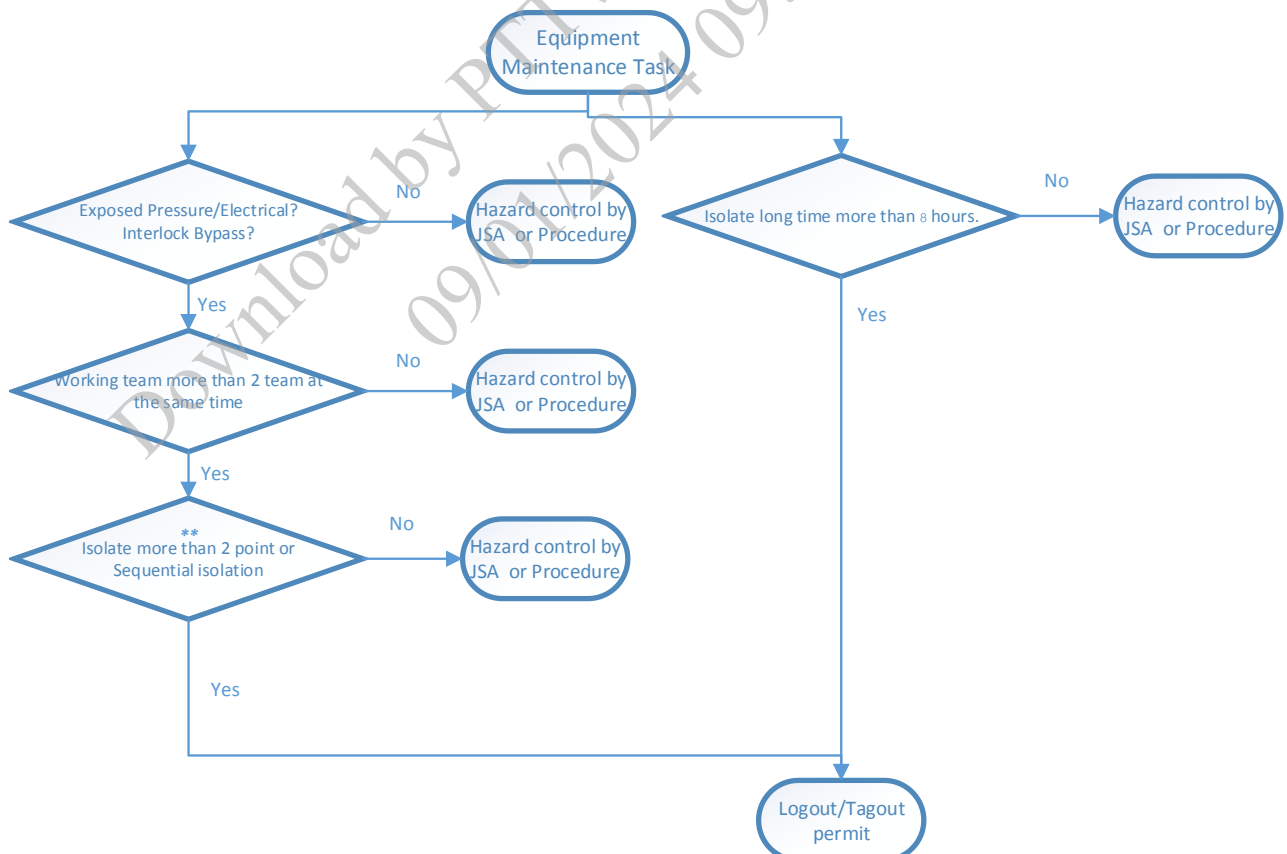 Equipment
Maintenance Task
Exposed Pressure/Electrical?
Interlock Bypass?
No
Hazard control by
JSA or Procedure
Isolate long time more than 8 hours.
No
Hazard control by
JSA or Procedure
Yes
Yes
Working team more than 2 team at
the same time
No
Hazard control by
JSA or Procedure
Yes
**
Isolate more than 2 point or
Sequential isolation
No
Hazard control by
JSA or Procedure
Yes
Logout/Tagout
permit
Download by PTT
09/01/2024 09: